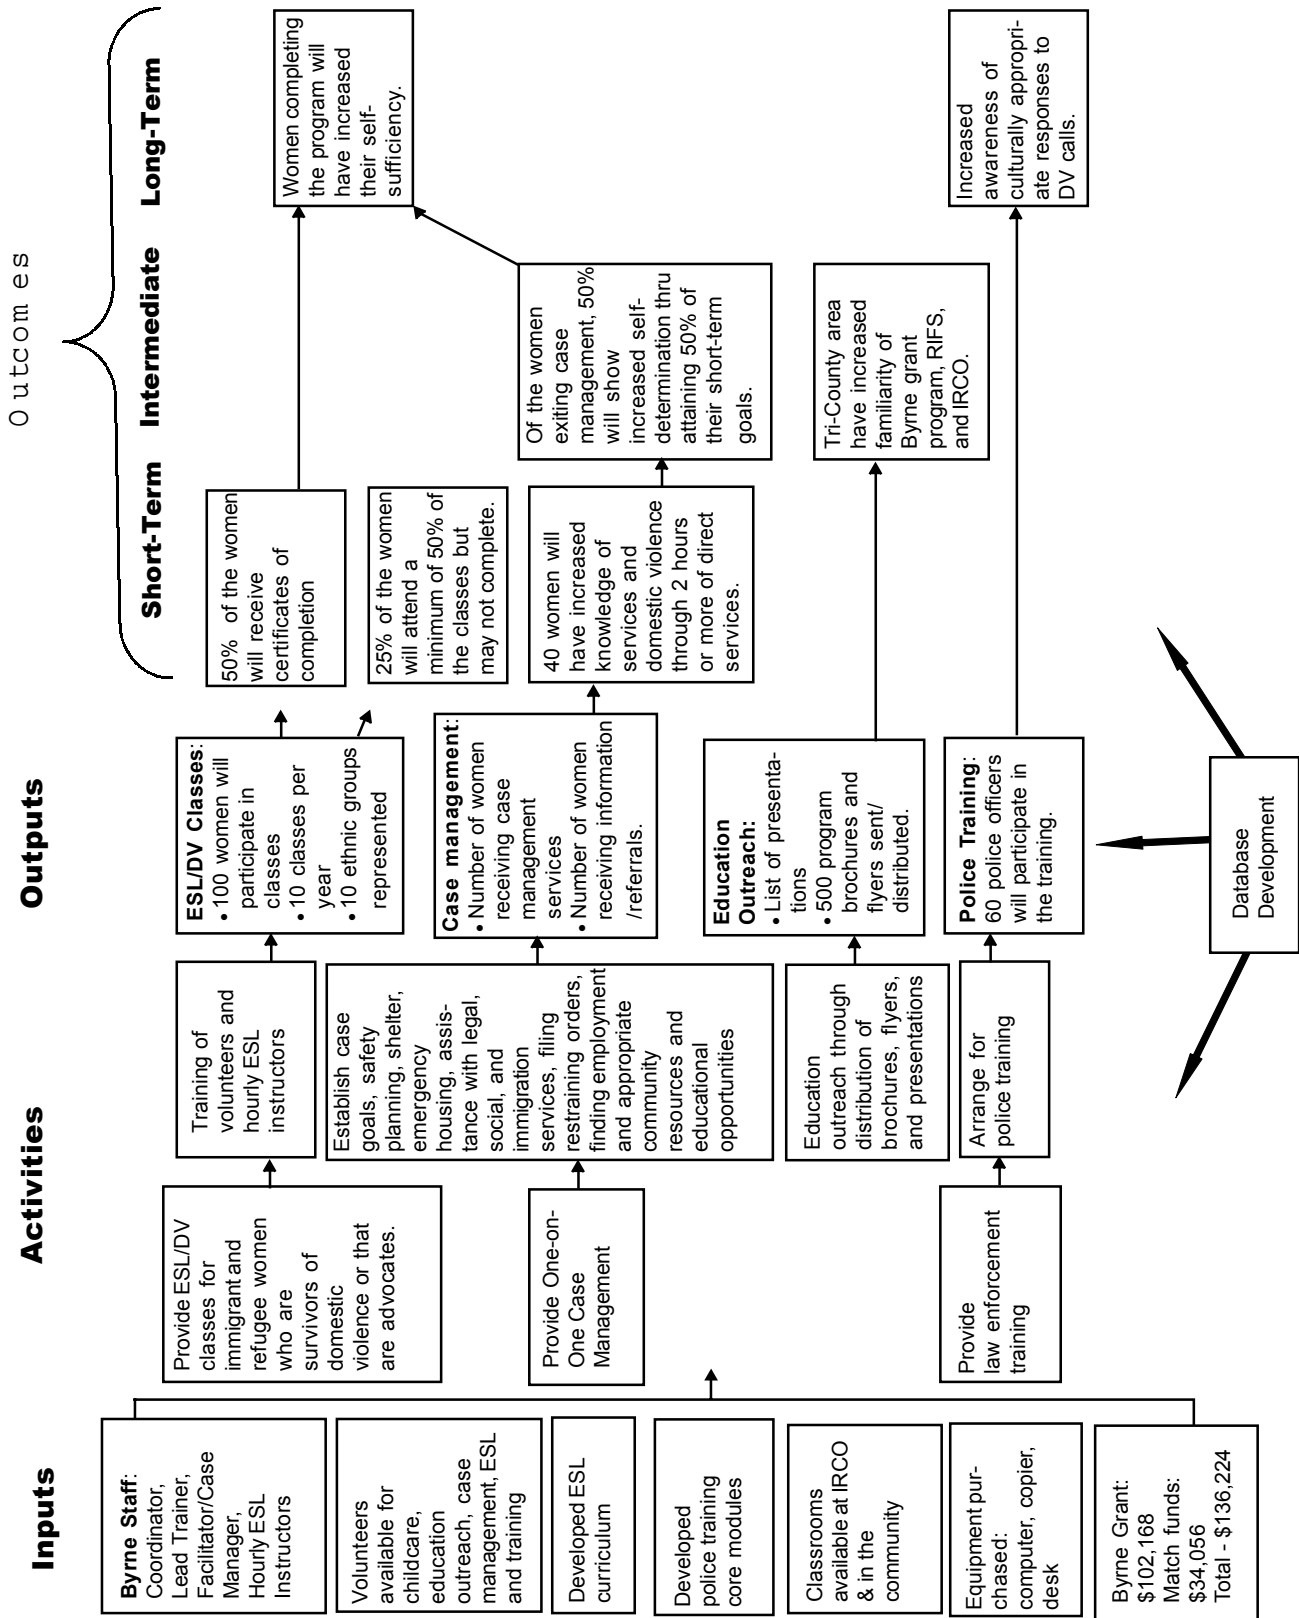 Inputs
Activities
Outputs
Outcomes
Short-Term
Intermediate
Long-Term
Byrne Staff:
Coordinator,
Lead Trainer,
Facilitator/Case
Manager,
Hourly ESL
Instructors
Volunteers
available for
childcare,
education
outreach, case
management, ESL
and training
Developed ESL
curriculum
Developed
police training
core modules
Classrooms
available at IRCO
& in the
community
Equipment pur-
chased:
computer, copier,
desk
Byrne Grant:
$102,168
Match funds:
$34,056
Total - $136,224
Provide ESL/DV
classes for
immigrant and
refugee women
who are
survivors of
domestic
violence or that
are advocates.
Provide One-on-
One Case
Management
Provide
law enforcement
training
Training of
volunteers and
hourly ESL
instructors
Establish case
goals, safety
planning, shelter,
emergency
housing, assis-
tance with legal,
social, and
immigration
services, filing
restraining orders,
finding employment
and appropriate
community
resources and
educational
opportunities
Education
outreach through
distribution of
brochures, flyers,
and presentations
Arrange for
police training
ESL/DV Classes:
• 100 women will
participate in
classes
• 10 classes per
year
• 10 ethnic groups
represented
Case management:
• Number of women
receiving case
management
services
• Number of women
receiving information
/referrals.
Education
Outreach:
• List of presenta-
tions
• 500 program
brochures and
flyers sent/
distributed.
Police Training:
60 police officers
will participate in
the training.
Database
Development
50% of the women
will receive
certificates of
completion
25% of the women
will attend a
minimum of 50% of
the classes but
may not complete.
40 women will
have increased
knowledge of
services and
domestic violence
through 2 hours
or more of direct
services.
Of the women
exiting case
management, 50%
will show
increased self-
determination thru
attaining 50% of
their short-term
goals.
Tri-County area
have increased
familiarity of
Byrne grant
program, RIFS,
and IRCO.
Women completing
the program will
have increased
their self-
sufficiency.
Increased
awareness of
culturally appropri-
ate responses to
DV calls.